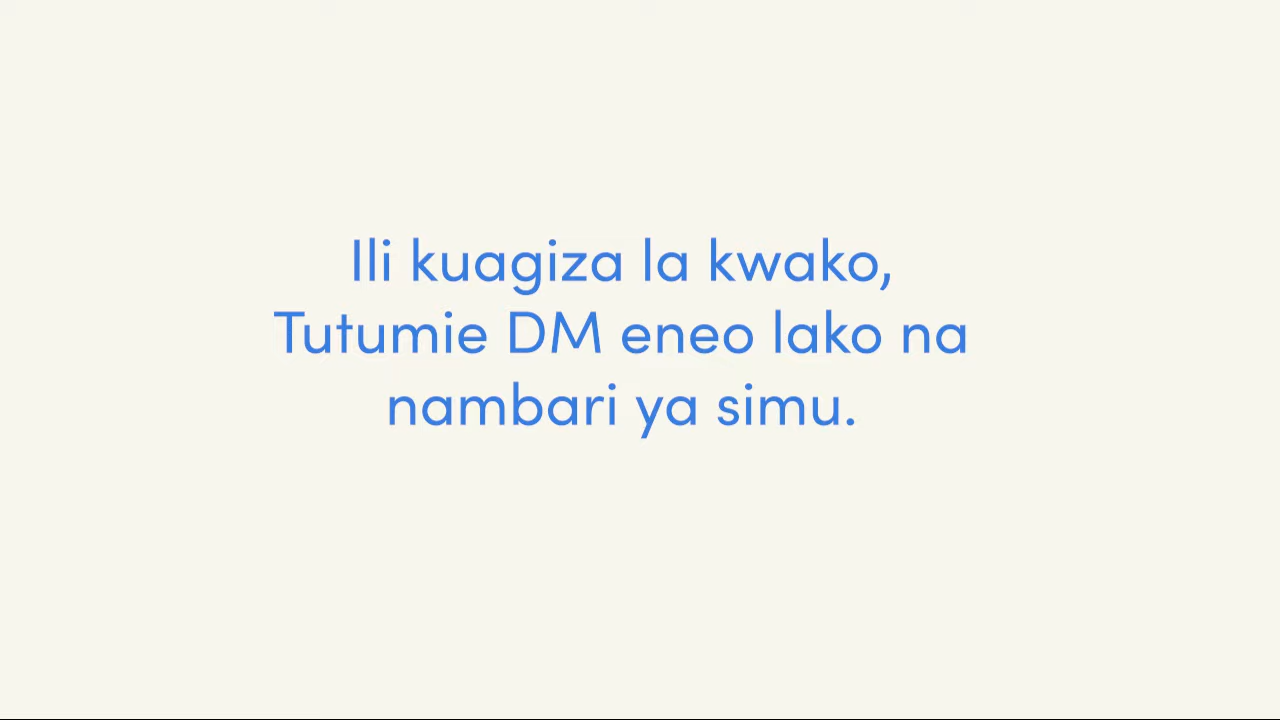 Ili kuagiza la kwako,
Tutumie DM eneo lako na
nambari ya simu.